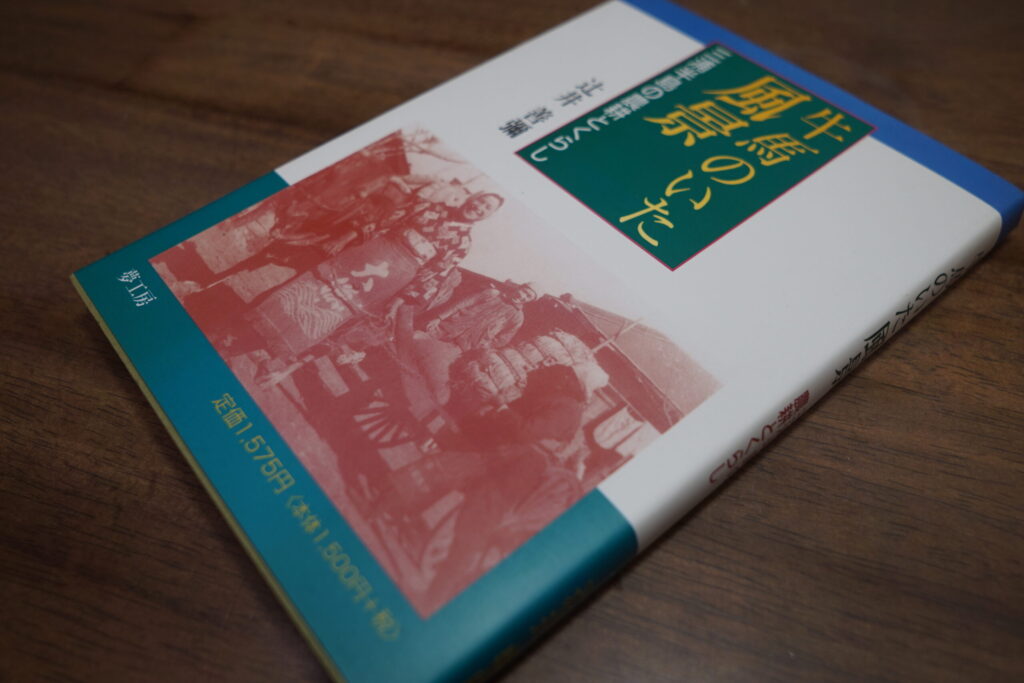 牛馬のいた
風景
三浦半島の農耕とくらし
辻井 善彌
夢工房
定価1,575円〈本体1,500円+税〉
のいた風景
農耕とくらし